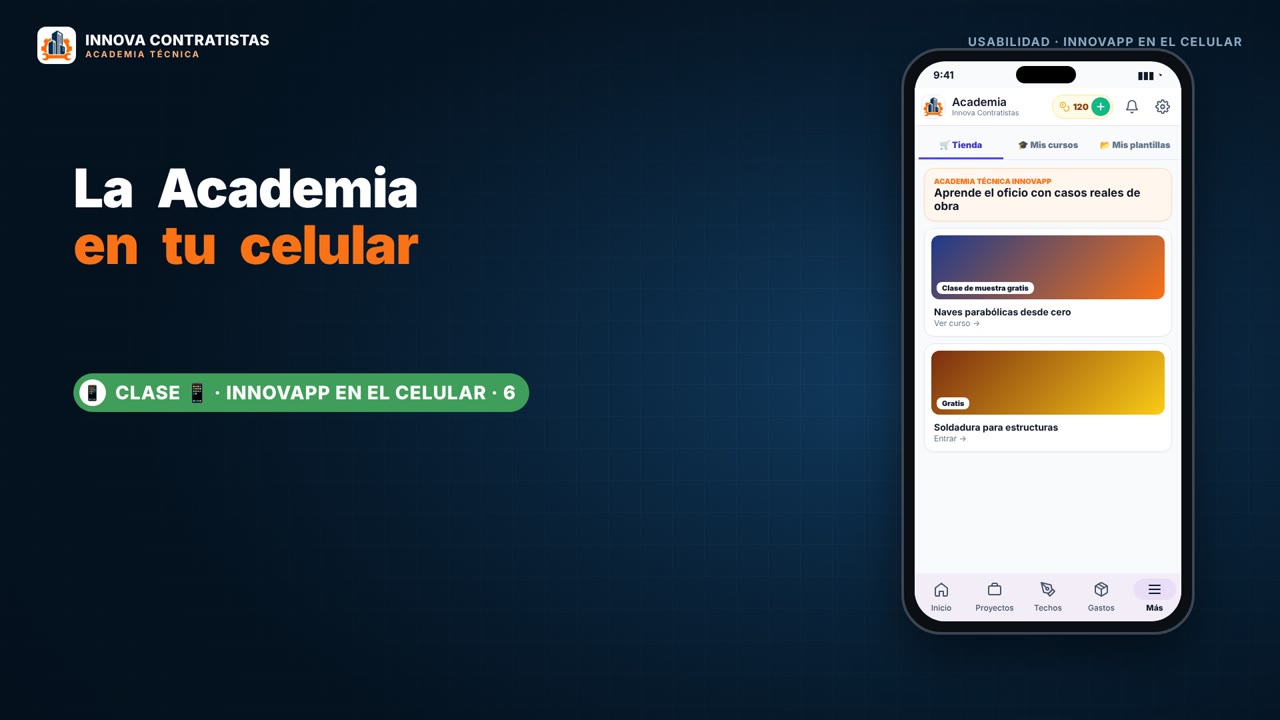 INNOVA CONTRATISTAS
ACADEMIA TÉCNICA
USABILIDAD · INNOVAPP EN EL CELULAR
La Academia
en tu celular
CLASE 📱 · INNOVAPP EN EL CELULAR · 6
9:41
Academia
Innova Contratistas
120
🛒 Tienda
🎓 Mis cursos
📂 Mis plantillas
ACADEMIA TÉCNICA INNOVAPP
Aprende el oficio con casos reales de
obra
Clase de muestra gratis
Naves parabólicas desde cero
Ver curso →
Gratis
Soldadura para estructuras
Entrar →
Inicio
Proyectos
Techos
Gastos
Más